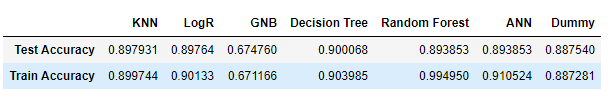 KNN LogR GNB Decision Tree Random Forest ANN Dummy
Test Accuracy 0.897931 0.89764 0.674760 0.900068 0.893853 0.893853 0.887540
Train Accuracy 0.899744 0.90133 0.671166 0.903985 0.994950 0.910524 0.887281